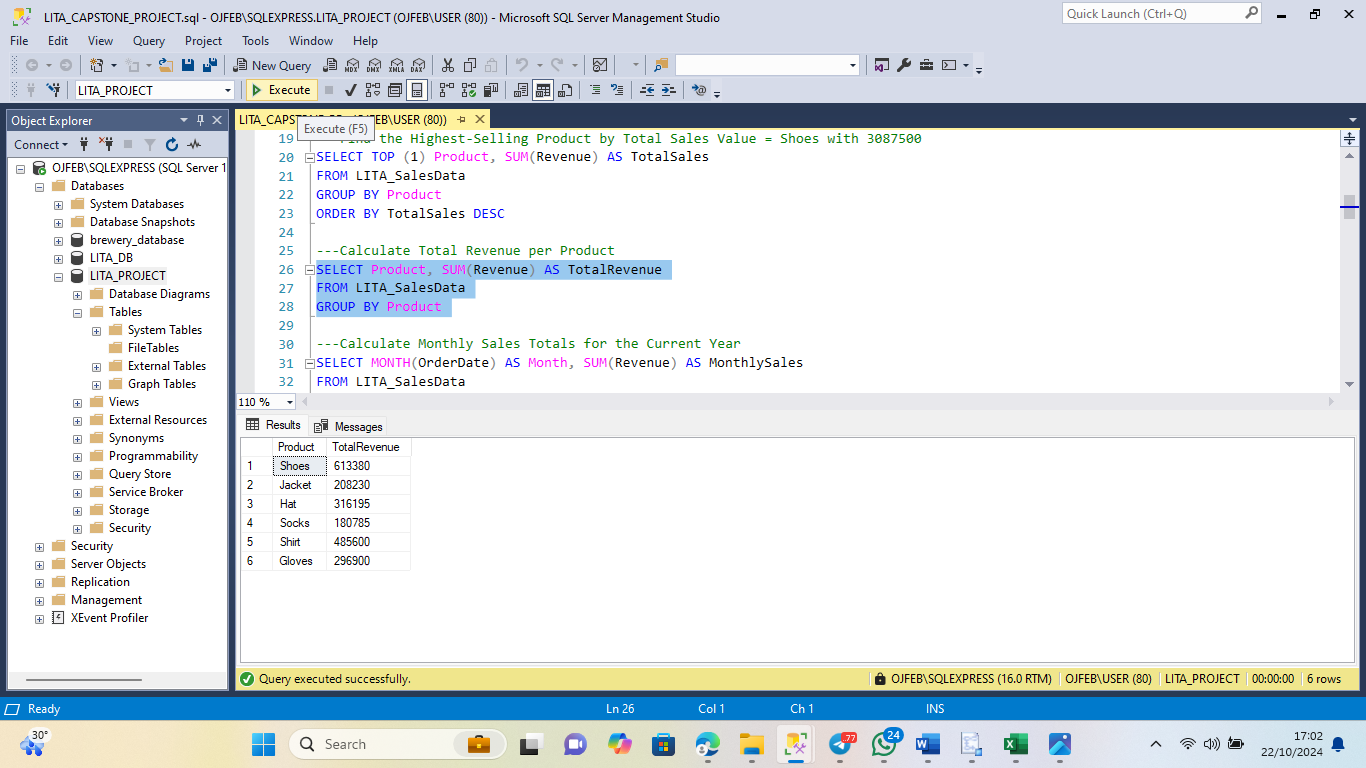 LITA_CAPSTONE_PROJECT.sql - OJFEB\SQLEXPRESS.LITA_PROJECT (OJFEB\USER (80)) - Microsoft SQL Server Management Studio
Quick Launch (Ctrl+Q)
File Edit View Query Project Tools Window Help
New Query MDX DMX XMLA DAX
LITA_PROJECT Execute
Object Explorer
Connect
OJFEB\SQLEXPRESS (SQL Server 1
Databases
System Databases
Database Snapshots
brewery_database
LITA_DB
LITA_PROJECT
Database Diagrams
Tables
System Tables
FileTables
External Tables
Graph Tables
Views
External Resources
Synonyms
Programmability
Query Store
Service Broker
Storage
Security
Security
Server Objects
Replication
Management
XEvent Profiler
FEB\USER (80))
Execute (F5)
19 the Highest-Selling Product by Total Sales Value = Shoes with 3087500
20 SELECT TOP (1) Product, SUM(Revenue) AS TotalSales
21 FROM LITA_SalesData
22 GROUP BY Product
23 ORDER BY TotalSales DESC
24
25 ---Calculate Total Revenue per Product
26 SELECT Product, SUM(Revenue) AS TotalRevenue
27 FROM LITA_SalesData
28 GROUP BY Product
29
30 ---Calculate Monthly Sales Totals for the Current Year
31 SELECT MONTH(OrderDate) AS Month, SUM(Revenue) AS MonthlySales
32 FROM LITA_SalesData
110 %
Results Messages
Product TotalRevenue
1 Shoes 613380
2 Jacket 208230
3 Hat 316195
4 Socks 180785
5 Shirt 485600
6 Gloves 296900
Query executed successfully. OJFEB\SQLEXPRESS (16.0 RTM) OJFEB\USER (80) LITA_PROJECT 00:00:00 6 rows
Ready Ln 26 Col 1 Ch 1 INS
30°
Search
77
24
17:02
22/10/2024